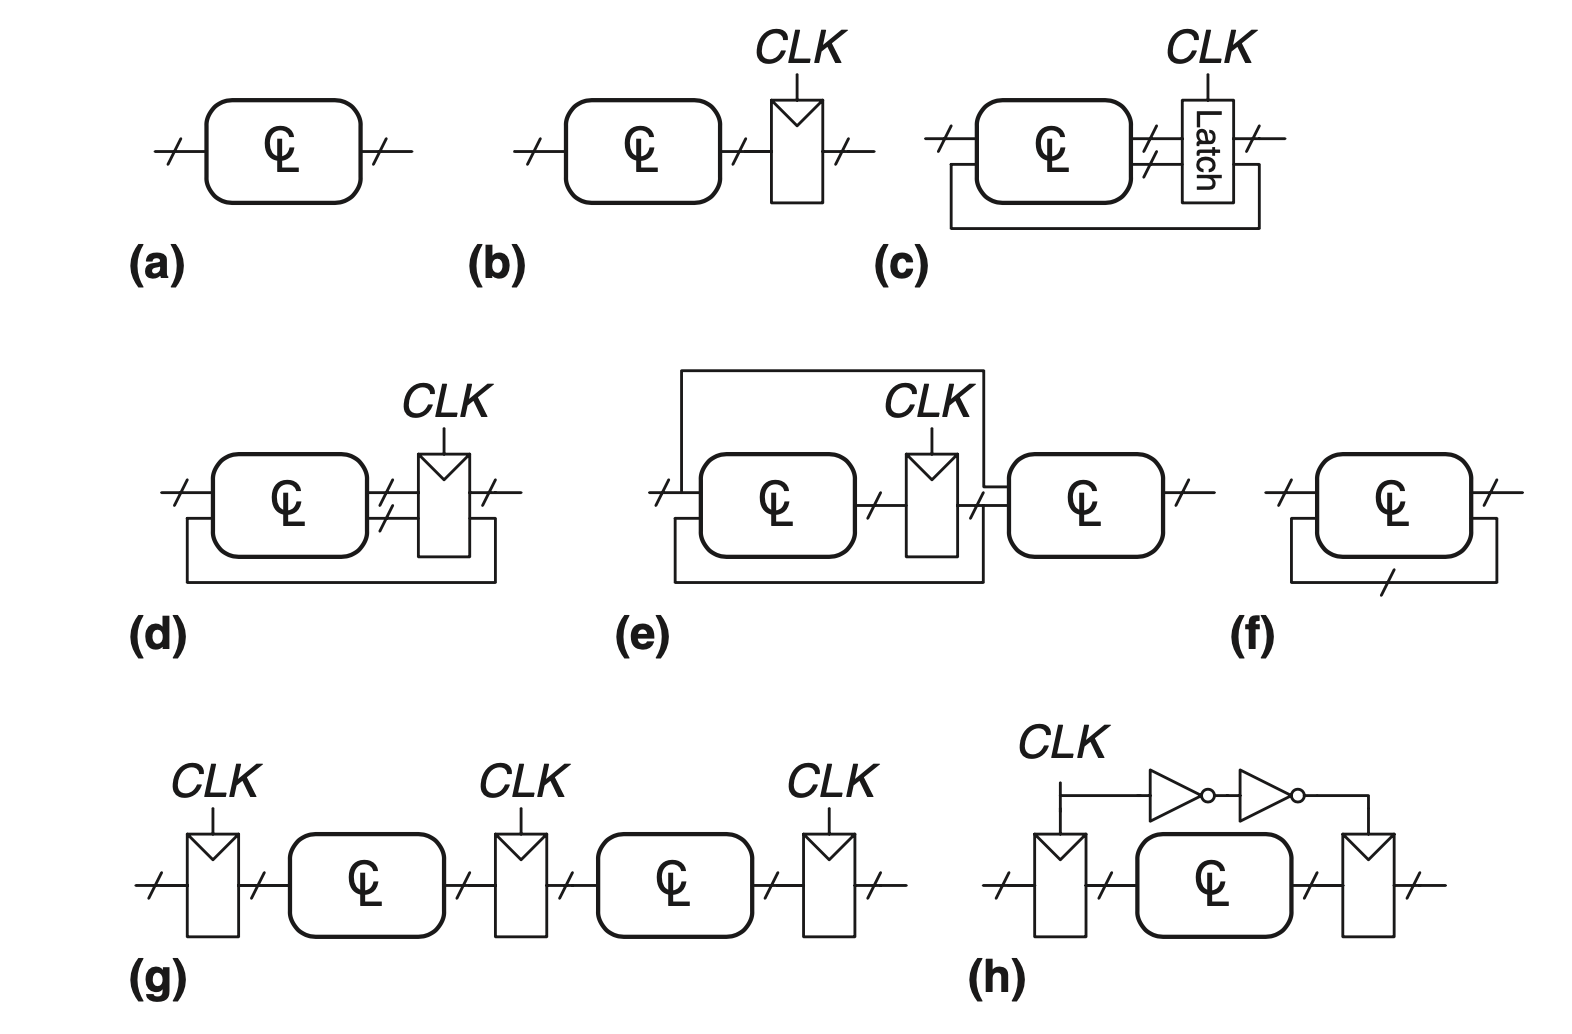 CLK CLK
CL CL CL Latch
(a) (b) (c)
CLK CLK
CL CL CL CL
(d) (e) (f)
CLK
CLK CLK CLK
CL CL CL
(g) (h)